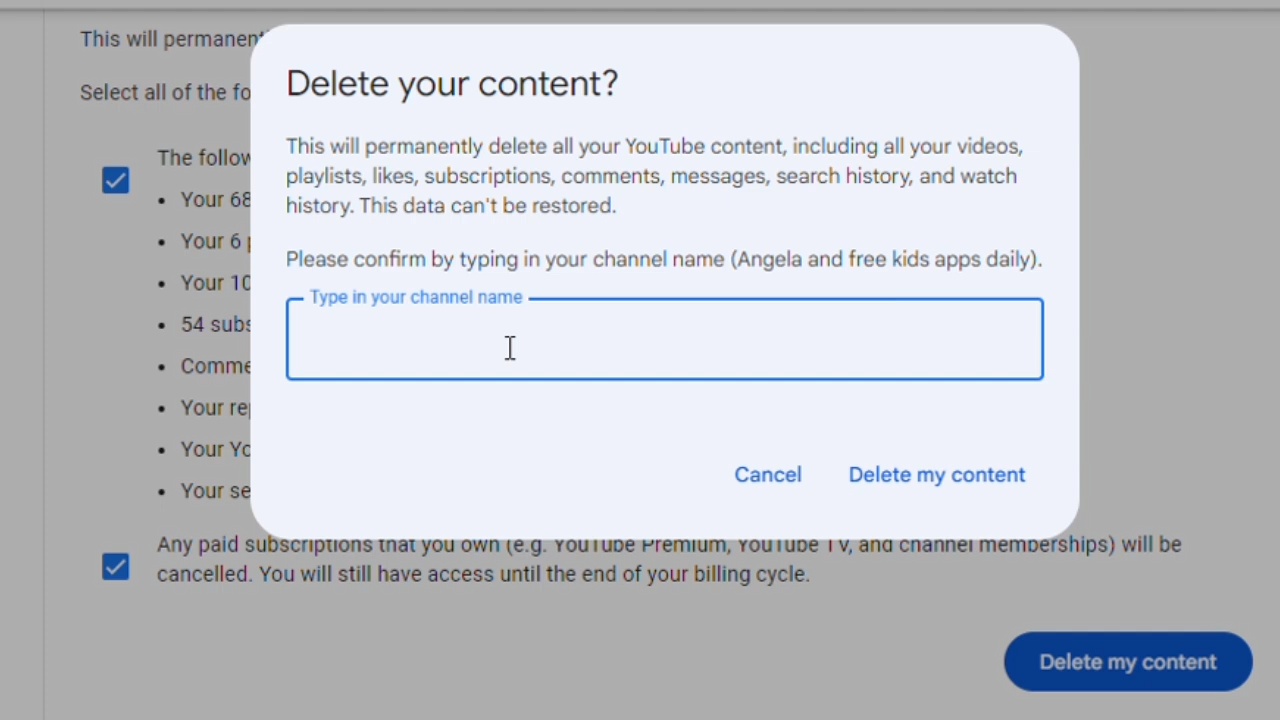 This will permanent
Select all of the fo
The follow
• Your 68
• Your 6 p
• Your 10
• 54 subs
• Comme
• Your rep
• Your Yo
• Your se
Any paid subscriptions that you own (e.g. YouTube Premium, YouTube TV, and channel memberships) will be
cancelled. You will still have access until the end of your billing cycle.
Delete my content
Delete your content?
This will permanently delete all your YouTube content, including all your videos,
playlists, likes, subscriptions, comments, messages, search history, and watch
history. This data can't be restored.
Please confirm by typing in your channel name (Angela and free kids apps daily).
Type in your channel name
Cancel
Delete my content